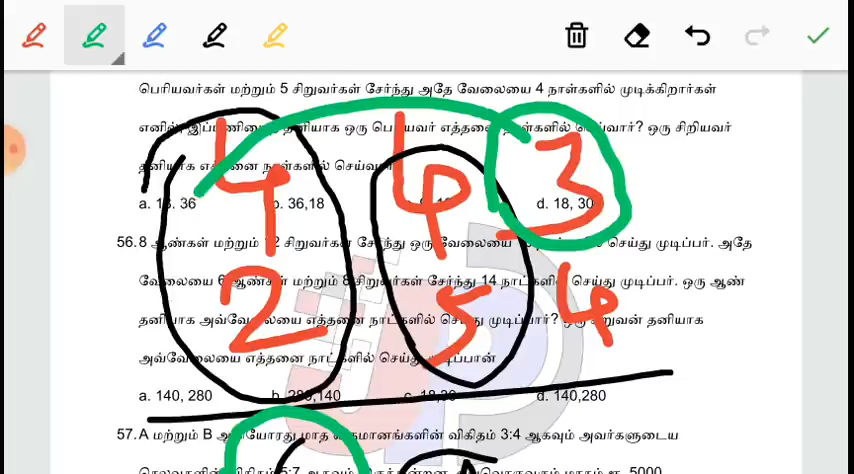 பெரியவர்கள் மற்றும் 5 சிறுவர்கள் சேர்ந்து அதே வேலையை 4 நாள்களில் முடிக்கிறார்கள்
எனில், தனியாக ஒரு பெரியவர் எத்தனை நாள்களில் செய்வார்? ஒரு சிறியவர்
தனியாக எத்தனை நாள்களில்
a. 18, 36 b. 36,18 d. 18, 30
4 4 3
56.8 ஆண்கள் மற்றும் 12 சிறுவர்கள் சேர்ந்து ஒரு வேலையை செய்து முடிப்பர். அதே
வேலையை 6 ஆண்கள் மற்றும் 8 சிறுவர்கள் சேர்ந்து 14 நாட்களில் செய்து முடிப்பர். ஒரு ஆண்
2 5 4
தனியாக அவ்வேலையை எத்தனை நாட்களில் செய்து முடிப்பார்? ஒரு சிறுவன் தனியாக
அவ்வேலையை எத்தனை நாட்களில் செய்து முடிப்பான்
a. 140, 280 b. 280,140 d. 140,280
57.A மற்றும் B ஆகியோரது மாத வருமானங்களின் விகிதம் 3:4 ஆகவும் அவர்களுடைய
5:7 5000